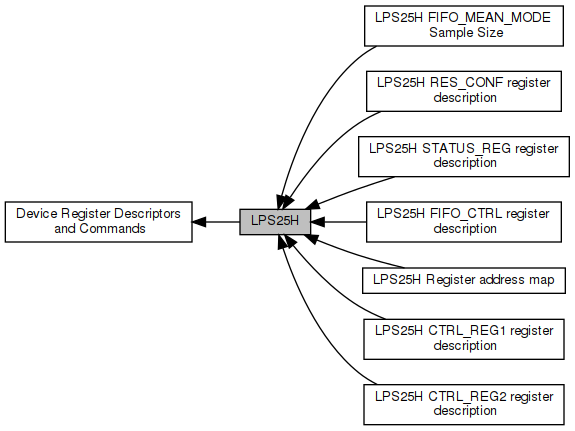 LPS25H FIFO_MEAN_MODE
Sample Size
LPS25H RES_CONF register
description
LPS25H STATUS_REG register
description
Device Register Descriptors
and Commands
LPS25H
LPS25H FIFO_CTRL register
description
LPS25H Register address map
LPS25H CTRL_REG1 register
description
LPS25H CTRL_REG2 register
description